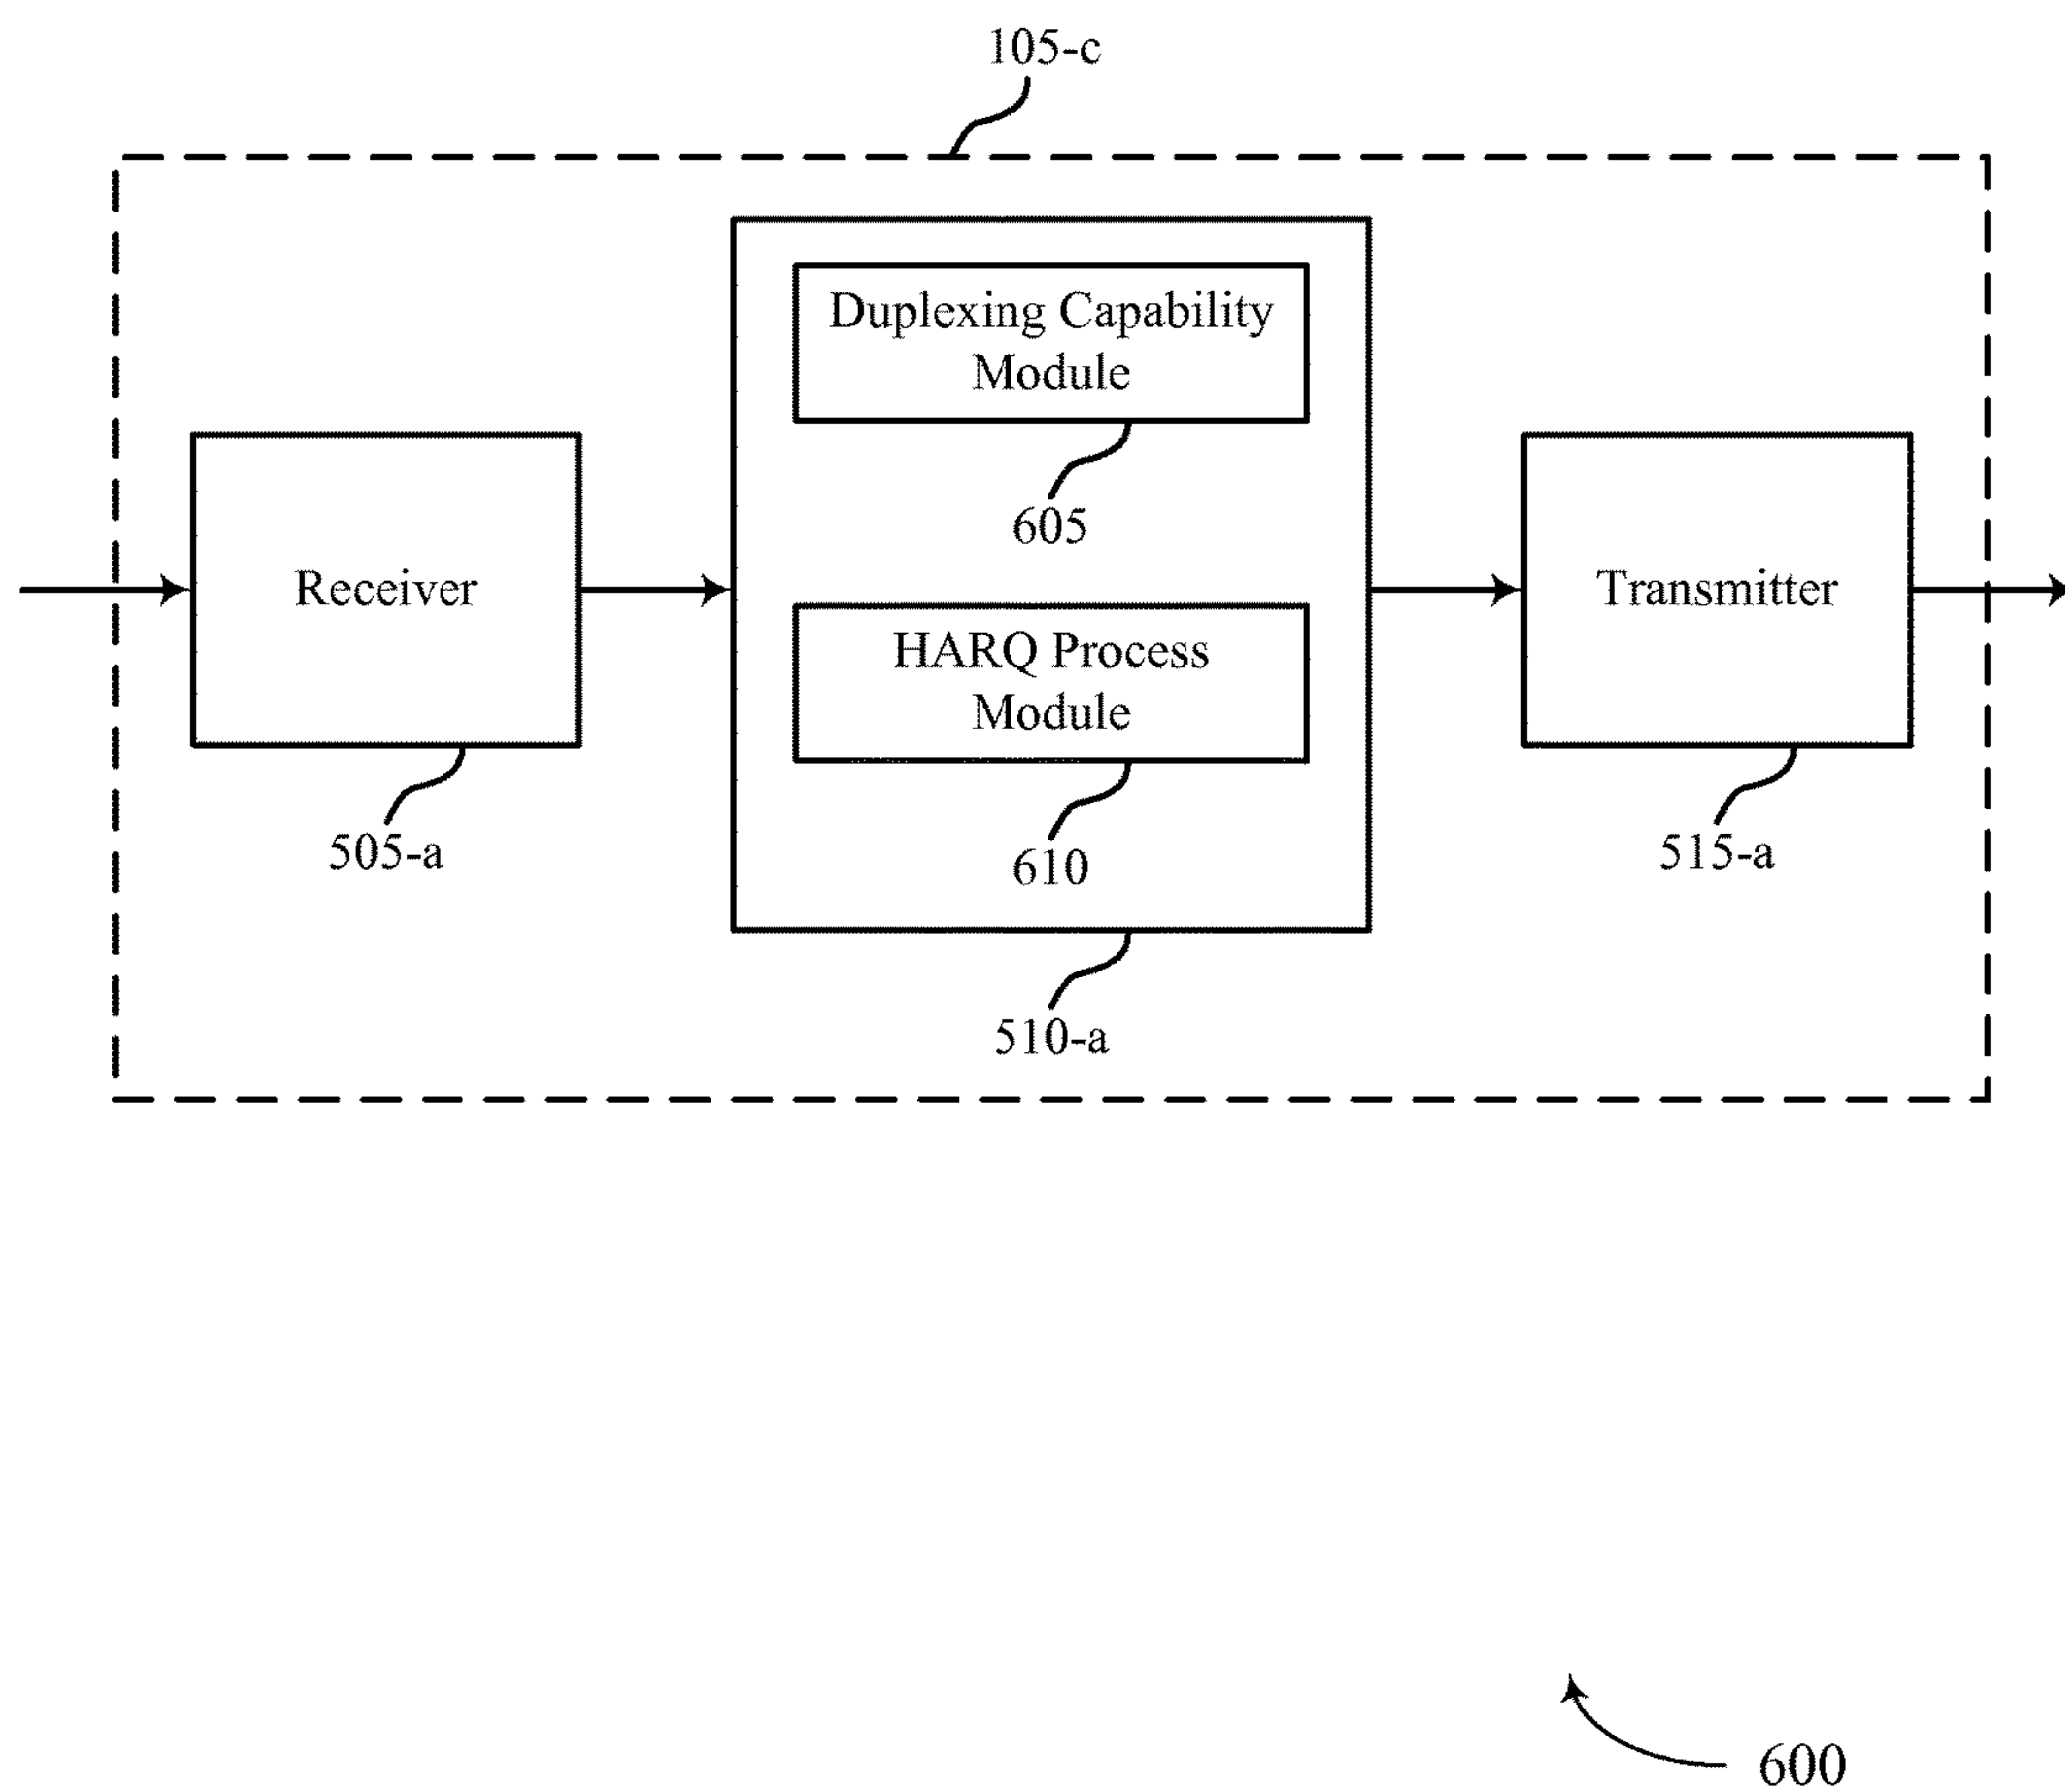 105-c
Duplexing Capability
Module
605
Receiver
HARQ Process
Module
Transmitter
505-a
610
515-a
510-a
600